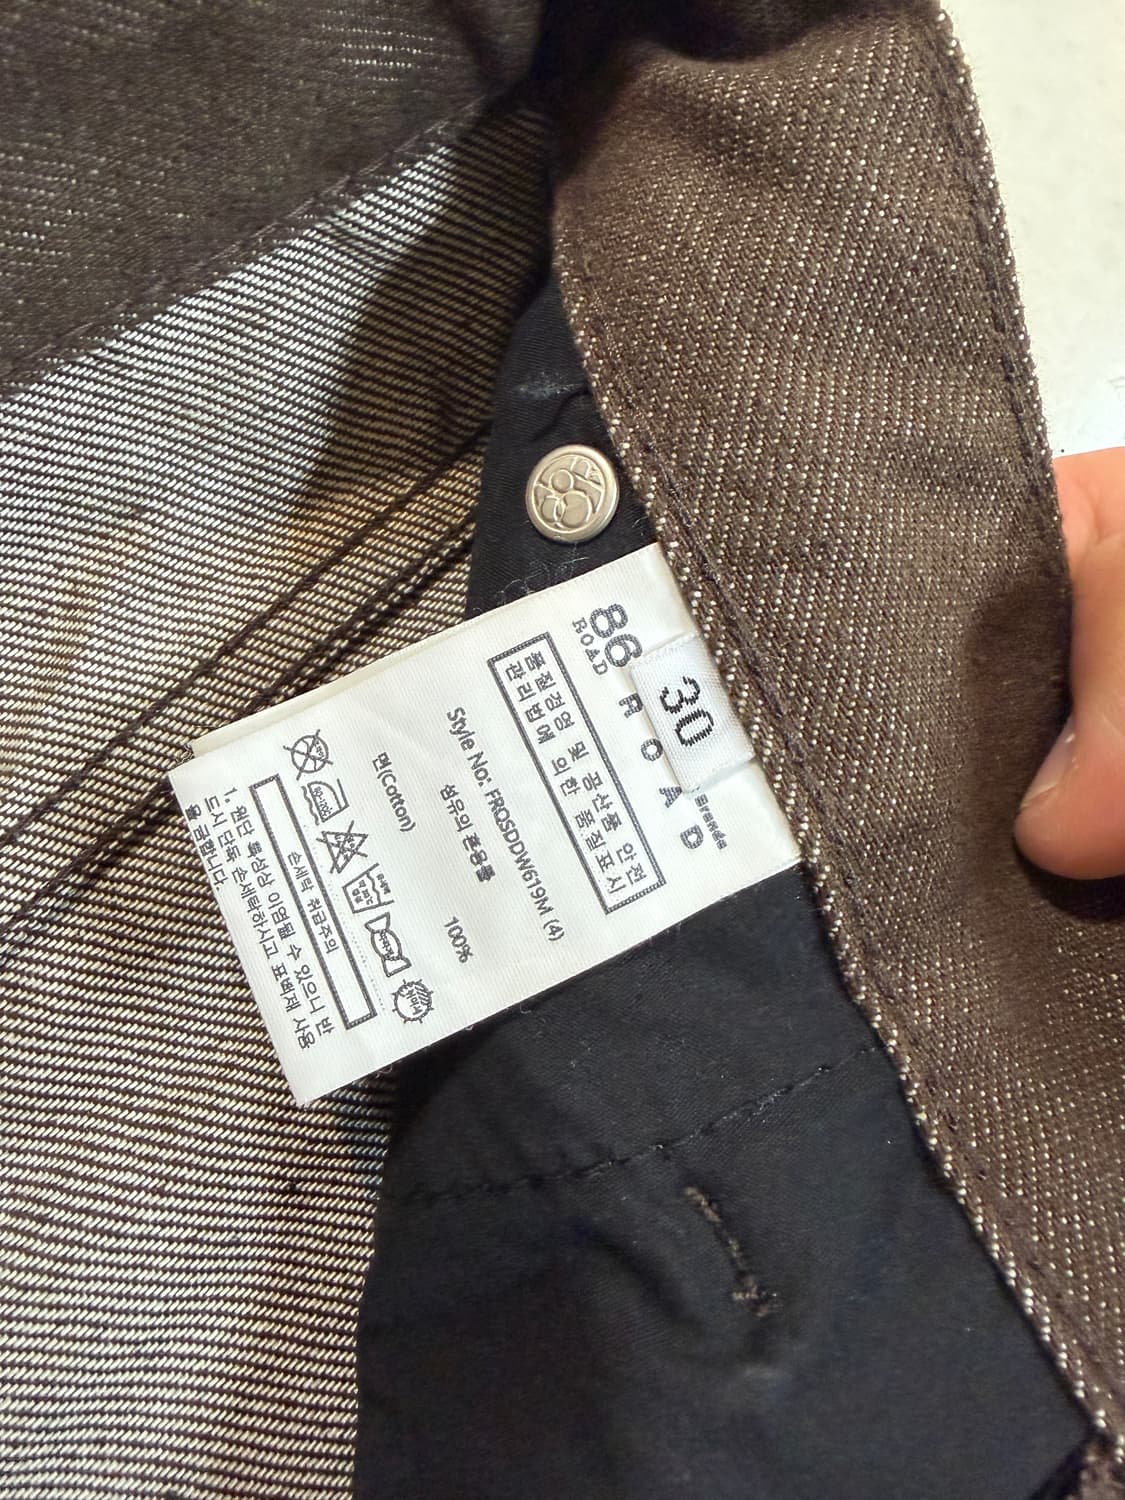 86
ROAD
ROAD
30
품질경영 및 공산품 안전
관리법에 의한 품질표시
Style No: FROSDDW619M (4)
섬유의 혼용률
면(Cotton) 100%
손세탁 취급주의
1. 원단 특성상 이염될 수 있으니 반
드시 단독 손세탁하시고 표백제 사용
을 금합니다.